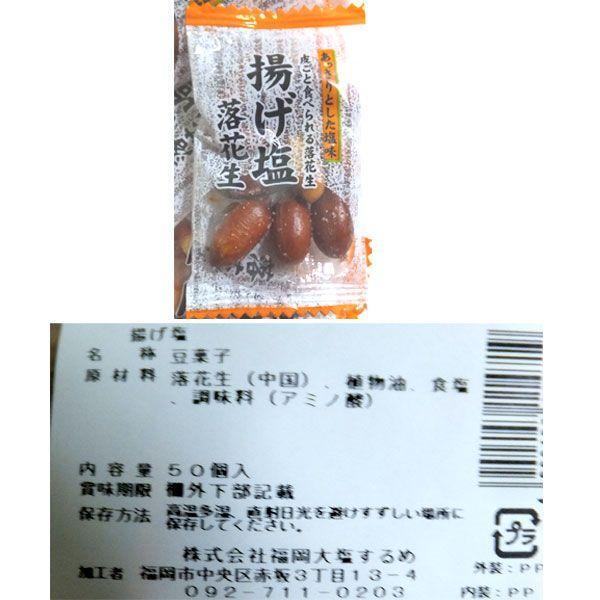 あっさりとした塩味
皮ごと食べられる落花生
揚げ塩
落花生
揚げ塩
名 称 豆菓子
原 材 料 落花生（中国）、植物油、食塩
、調味料（アミノ酸）
内 容 量 50個入
賞味期限 欄外下部記載
保存方法 高温多湿、直射日光を避けすずしい場所に
保存してください。
株式会社福岡大塩するめ
加工者 福岡市中央区赤坂3丁目13-4
092-711-0203
プラ
外装：PP
内装：PP